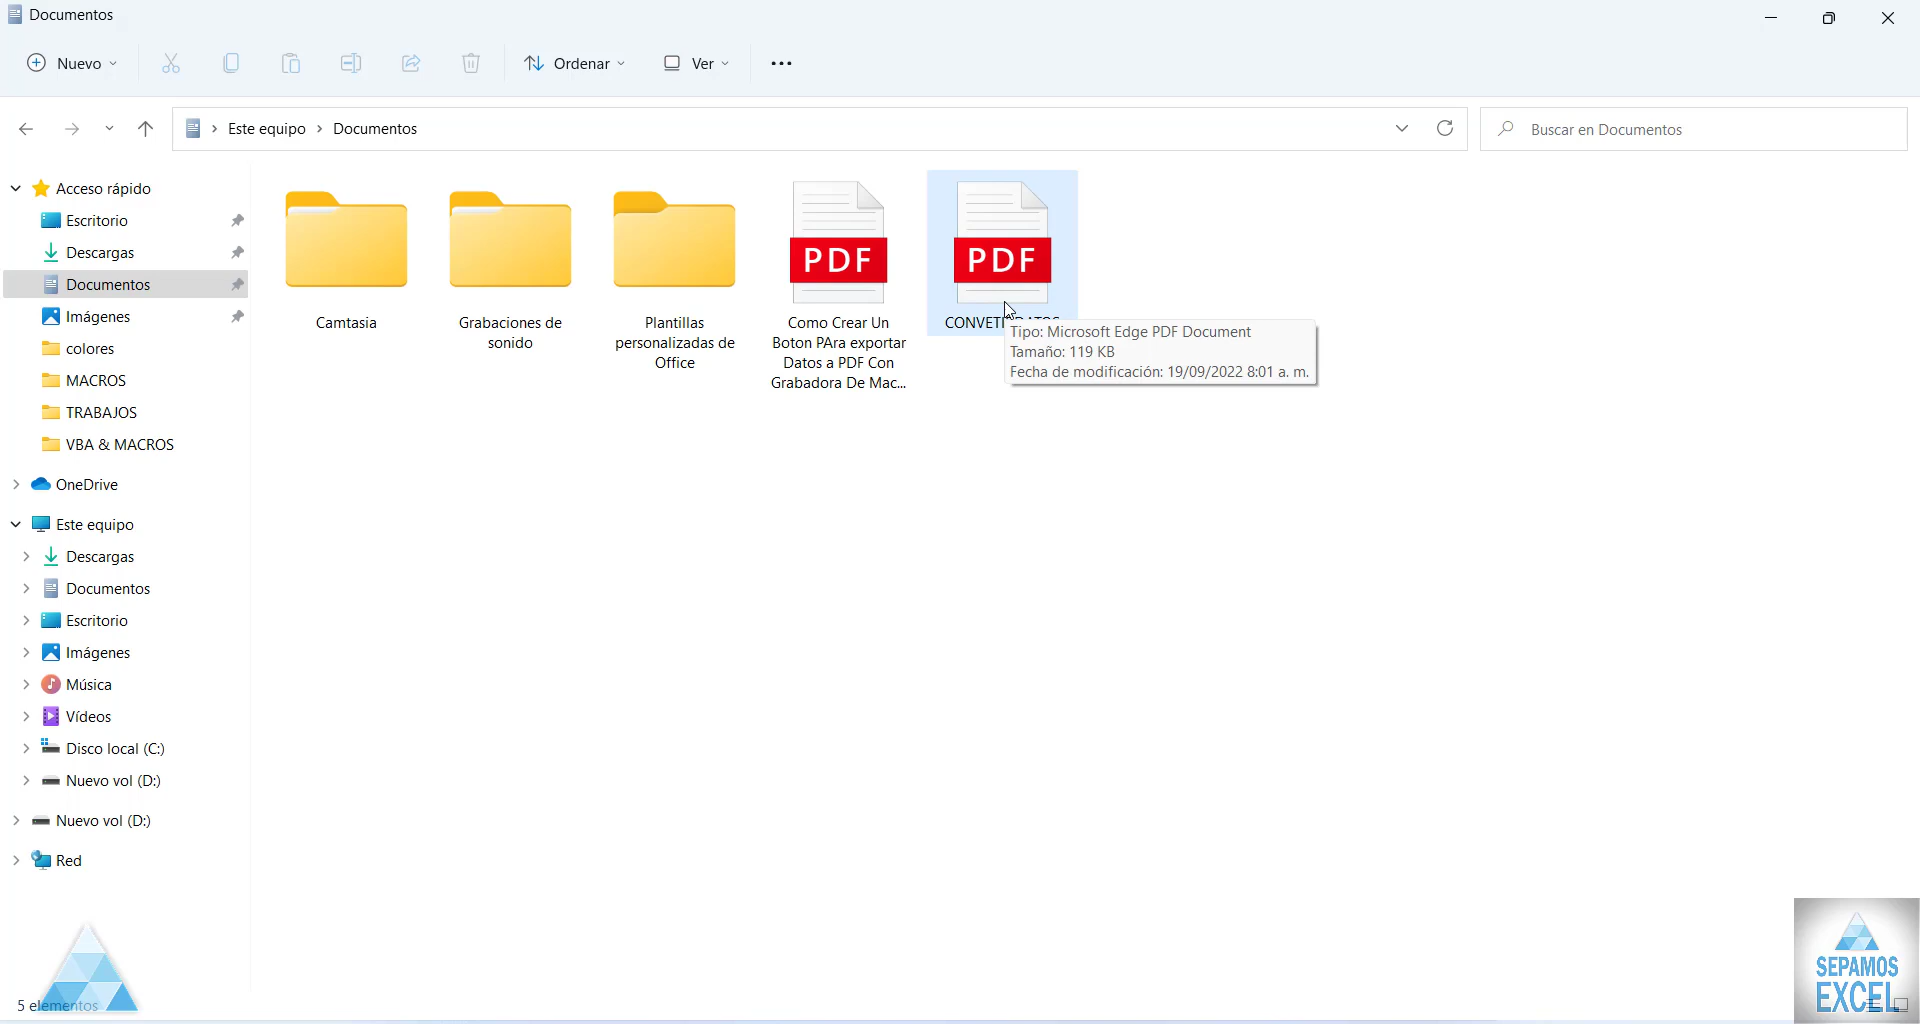 Documentos
Nuevo
Ordenar
Ver
Este equipo
Documentos
Buscar en Documentos
Acceso rápido
Escritorio
Descargas
Documentos
Imágenes
colores
MACROS
TRABAJOS
VBA & MACROS
OneDrive
Este equipo
Descargas
Documentos
Escritorio
Imágenes
Música
Vídeos
Disco local (C:)
Nuevo vol (D:)
Nuevo vol (D:)
Red
Camtasia
Grabaciones de
sonido
Plantillas
personalizadas de
Office
PDF
Como Crear Un
Boton PAra exportar
Datos a PDF Con
Grabadora De Mac...
PDF
Tipo: Microsoft Edge PDF Document
Tamaño: 119 KB
Fecha de modificación: 19/09/2022 8:01 a. m.
5 elementos
SEPAMOS
EXCEL